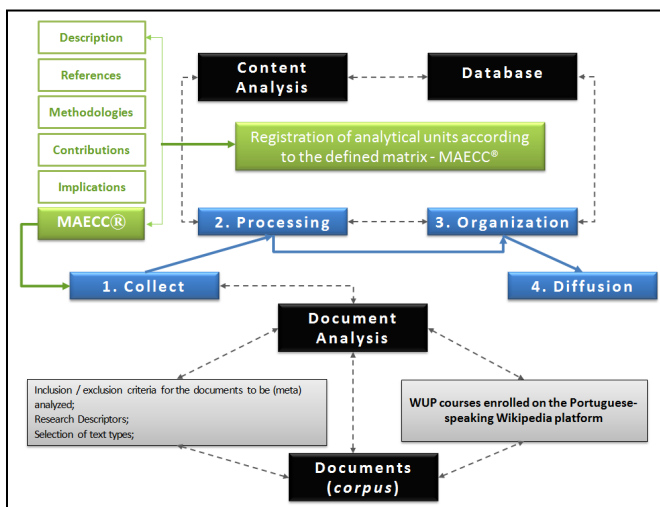 Description
References
Methodologies
Contributions
Implications
MAECC®
Content
Analysis
Database
Registration of analytical units according
to the defined matrix - MAECC®
2. Processing
3. Organization
1. Collect
4. Diffusion
Document
Analysis
Inclusion / exclusion criteria for the documents to be (meta)
analyzed;
Research Descriptors;
Selection of text types;
WUP courses enrolled on the Portuguese-
speaking Wikipedia platform
Documents
(corpus)